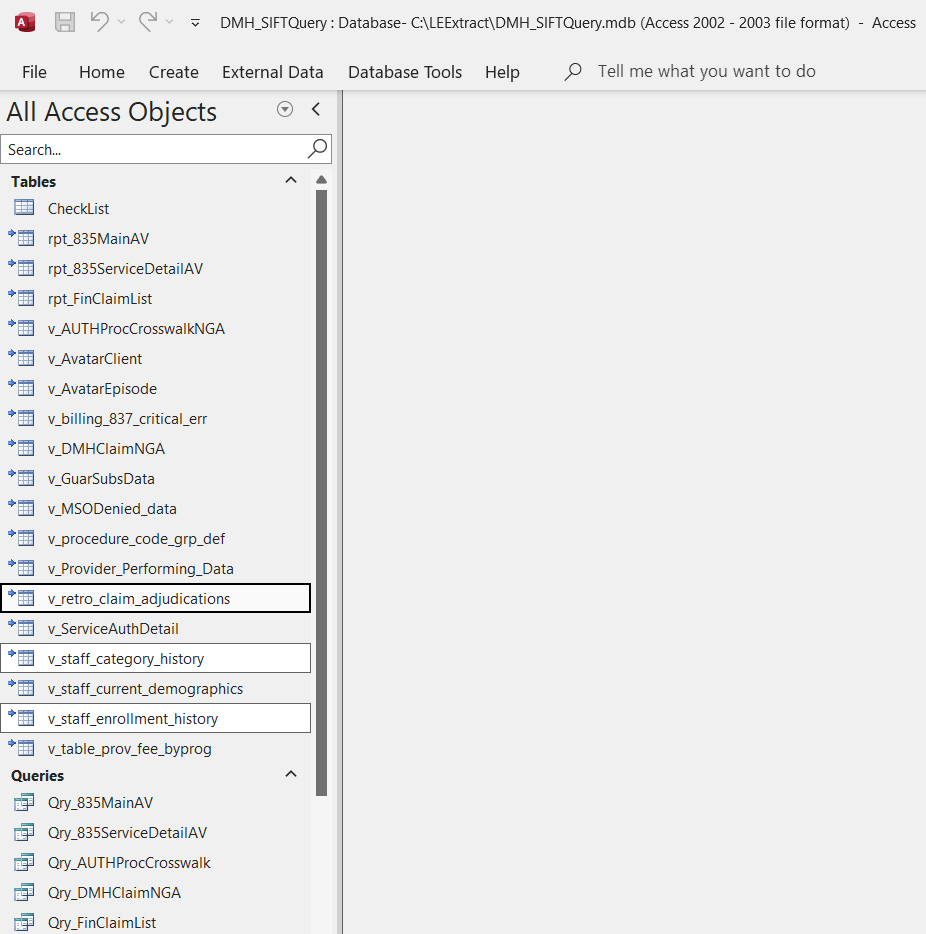 DMH_SIFTQuery : Database- C:\LEExtract\DMH_SIFTQuery.mdb (Access 2002 - 2003 file format) - Access
File Home Create External Data Database Tools Help Tell me what you want to do
All Access Objects
Search...
Tables
CheckList
rpt_835MainAV
rpt_835ServiceDetailAV
rpt_FinClaimList
v_AUTHProcCrosswalkNGA
v_AvatarClient
v_AvatarEpisode
v_billing_837_critical_err
v_DMHClaimNGA
v_GuarSubsData
v_MSODenied_data
v_procedure_code_grp_def
v_Provider_Performing_Data
v_retro_claim_adjudications
v_ServiceAuthDetail
v_staff_category_history
v_staff_current_demographics
v_staff_enrollment_history
v_table_prov_fee_byprog
Queries
Qry_835MainAV
Qry_835ServiceDetailAV
Qry_AUTHProcCrosswalk
Qry_DMHClaimNGA
Qry_FinClaimList